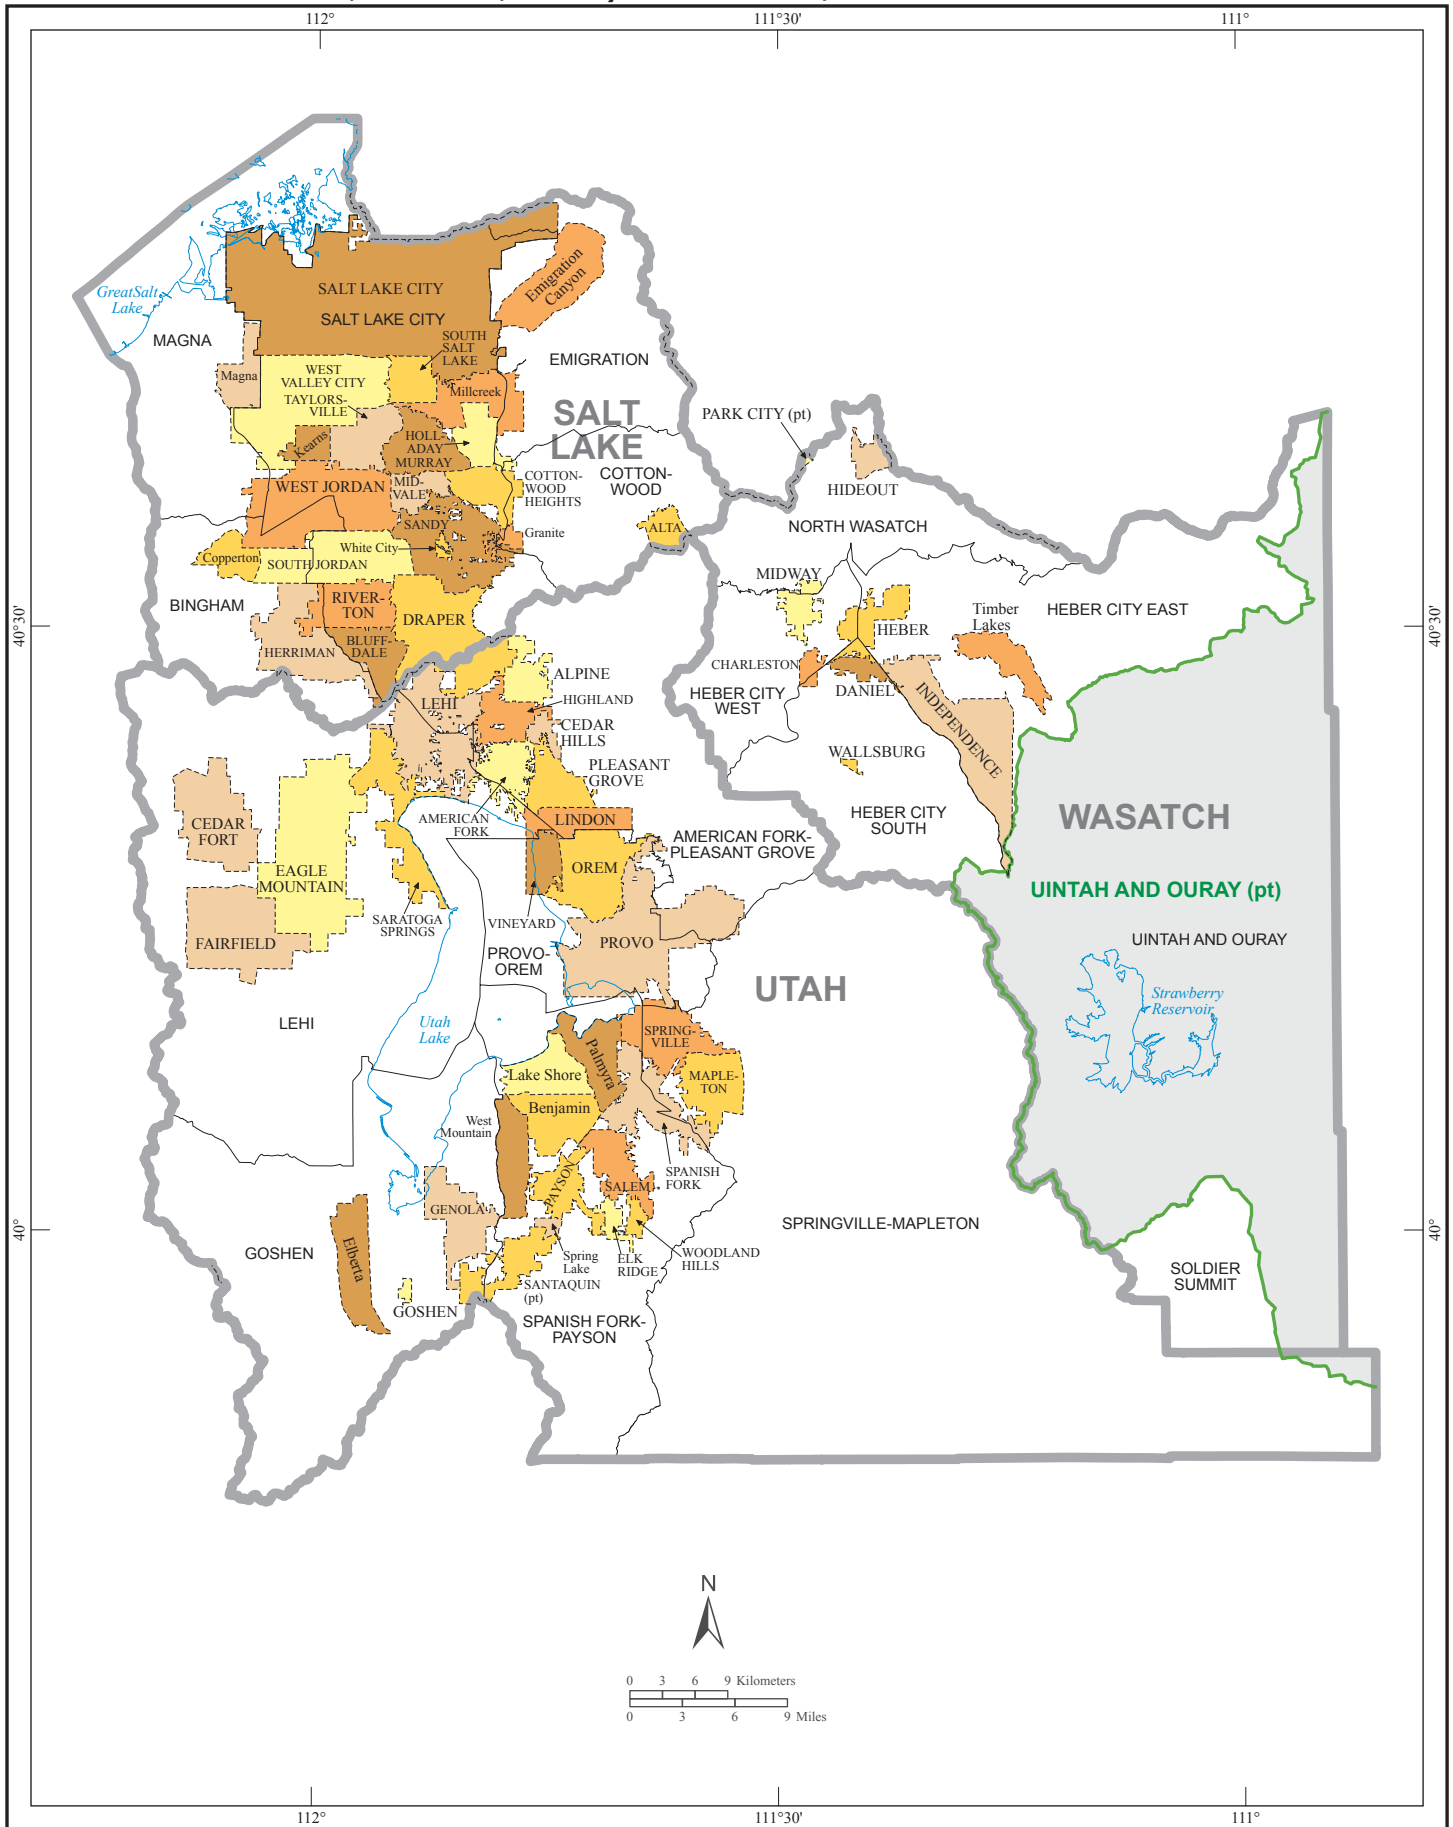 112°
111°30'
111°
GreatSalt
Lake
MAGNA
SALT LAKE CITY
SALT LAKE CITY
Emigration
Canyon
SOUTH
SALT
LAKE
EMIGRATION
Magna
WEST
VALLEY CITY
TAYLORS-
VILLE
Millcreek
SALT
LAKE
PARK CITY (pt)
Kearns
HOLL-
ADAY
MURRAY
COTTON-
WOOD
HIDEOUT
WEST JORDAN
MID-
VALE
COTTON-
WOOD
HEIGHTS
SANDY
Granite
ALTA
NORTH WASATCH
White City
Copperton
SOUTH JORDAN
MIDWAY
BINGHAM
RIVER-
TON
DRAPER
HEBER
Timber
Lakes
HEBER CITY EAST
40°30'
40°30'
HERRIMAN
BLUFF-
DALE
ALPINE
CHARLESTON
HEBER CITY
WEST
DANIEL
INDEPENDENCE
LEHI
HIGHLAND
CEDAR
HILLS
WALLSBURG
PLEASANT
GROVE
CEDAR
FORT
AMERICAN
FORK
LINDON
HEBER CITY
SOUTH
WASATCH
AMERICAN FORK-
PLEASANT GROVE
EAGLE
MOUNTAIN
OREM
UINTAH AND OURAY (pt)
SARATOGA
SPRINGS
VINEYARD
FAIRFIELD
PROVO
UINTAH AND OURAY
PROVO-
OREM
UTAH
Strawberry
Reservoir
LEHI
Utah
Lake
SPRING-
VILLE
Palmyra
Lake Shore
MAPLE-
TON
Benjamin
West
Mountain
SPANISH
FORK
PAYSON
SALEM
GENOLA
SPRINGVILLE-MAPLETON
40°
40°
GOSHEN
Elberta
Spring
Lake
ELK
RIDGE
WOODLAND
HILLS
SOLDIER
SUMMIT
SANTAQUIN
(pt)
GOSHEN
SPANISH FORK-
PAYSON
N
0 3 6 9 Kilometers
0 3 6 9 Miles
112°
111°30'
111°